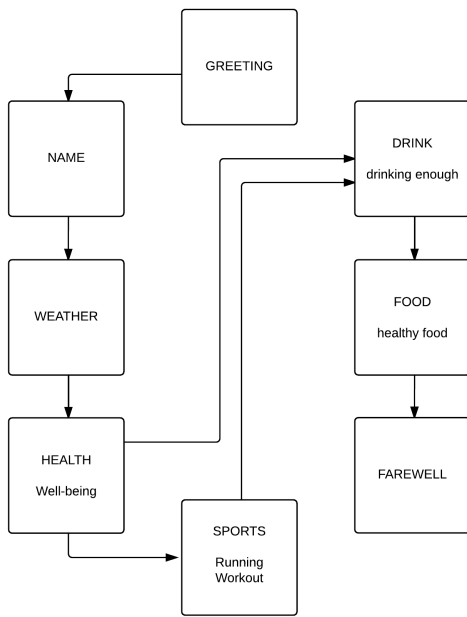 GREETING
NAME
WEATHER
HEALTH
Well-being
SPORTS
Running
Workout
DRINK
drinking enough
FOOD
healthy food
FAREWELL